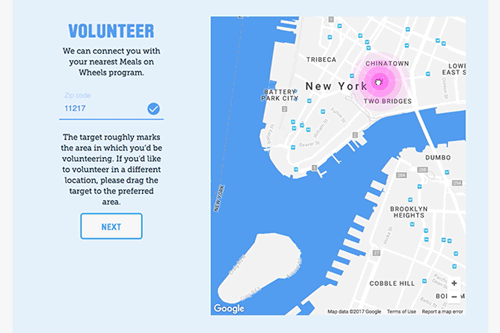 VOLUNTEER
We can connect you with
your nearest Meals on
Wheels program.
Zip code
11217
The target roughly marks
the area in which you'd be
volunteering. If you'd like
to volunteer in a different
location, please drag the
target to the preferred
area.
NEXT
TRIBECA
CHINATOWN
LOWER
EAST S
New York
BATTERY
PARK CITY
TWO BRIDGES
DUMBO
NEW YORK
BROOKLYN
HEIGHTS
COBBLE HILL
+
−
Google
Map data ©2017 Google
Terms of Use
Report a map error